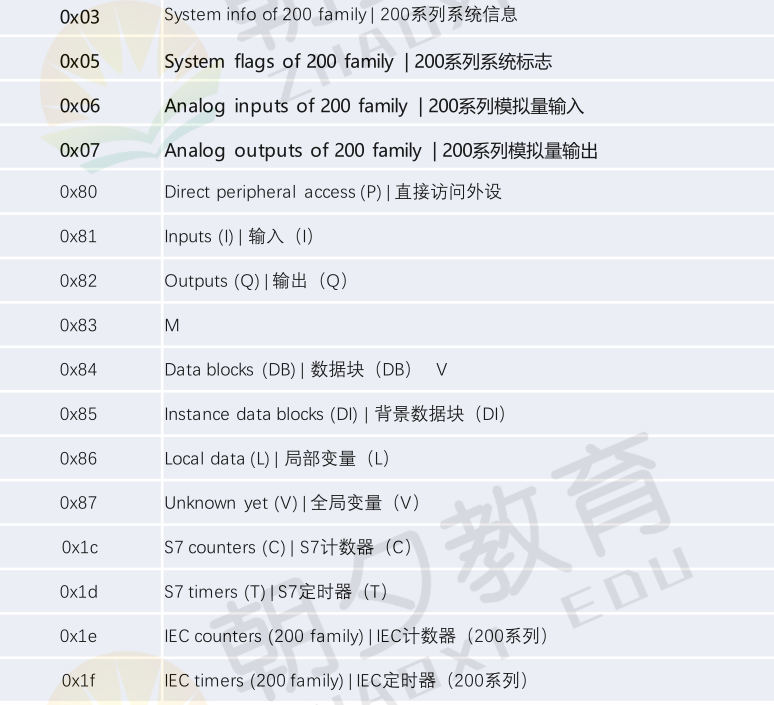 0x03 System info of 200 family | 200系列系统信息
0x05 System flags of 200 family | 200系列系统标志
0x06 Analog inputs of 200 family | 200系列模拟量输入
0x07 Analog outputs of 200 family | 200系列模拟量输出
0x80 Direct peripheral access (P) | 直接访问外设
0x81 Inputs (I) | 输入（I）
0x82 Outputs (Q) | 输出（Q）
0x83 M
0x84 Data blocks (DB) | 数据块（DB） V
0x85 Instance data blocks (DI) | 背景数据块（DI）
0x86 Local data (L) | 局部变量（L）
0x87 Unknown yet (V) | 全局变量（V）
0x1c S7 counters (C) | S7计数器（C）
0x1d S7 timers (T) | S7定时器（T）
0x1e IEC counters (200 family) | IEC计数器（200系列）
0x1f IEC timers (200 family) | IEC定时器（200系列）
朝夕教育
ZHAOXI EDU